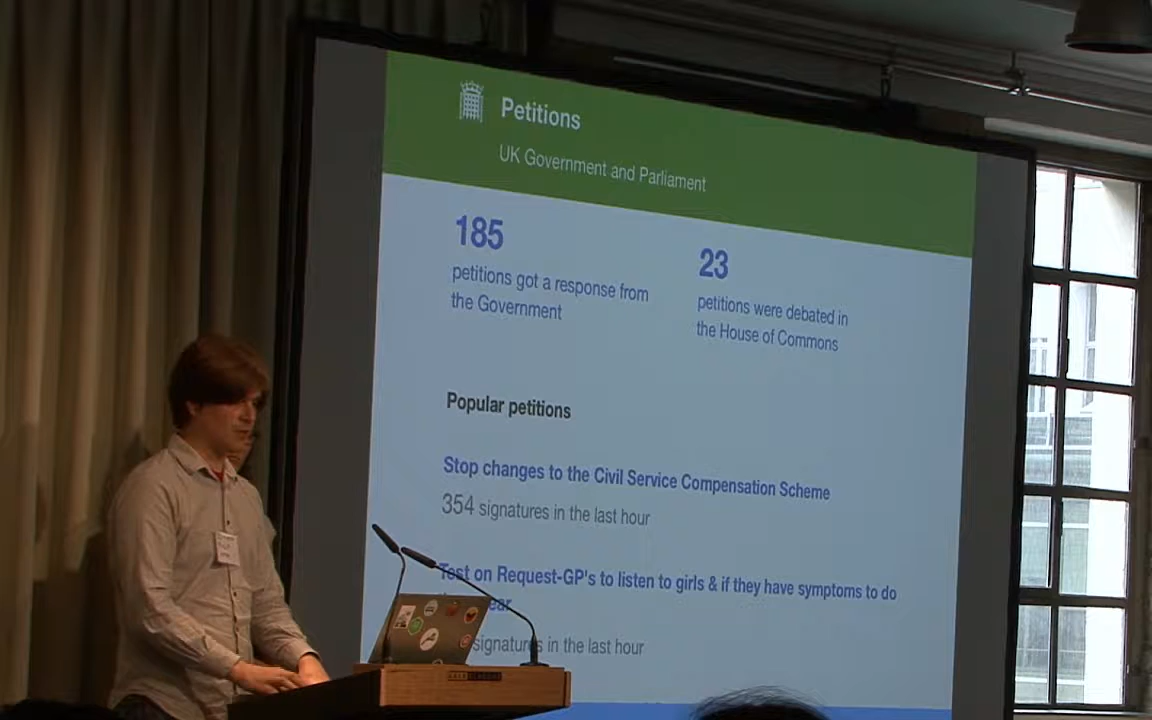 Petitions
UK Government and Parliament
185
petitions got a response from
the Government
23
petitions were debated in
the House of Commons
Popular petitions
Stop changes to the Civil Service Compensation Scheme
354 signatures in the last hour
Test on Request-GP's to listen to girls & if they have symptoms to do
signatures in the last hour